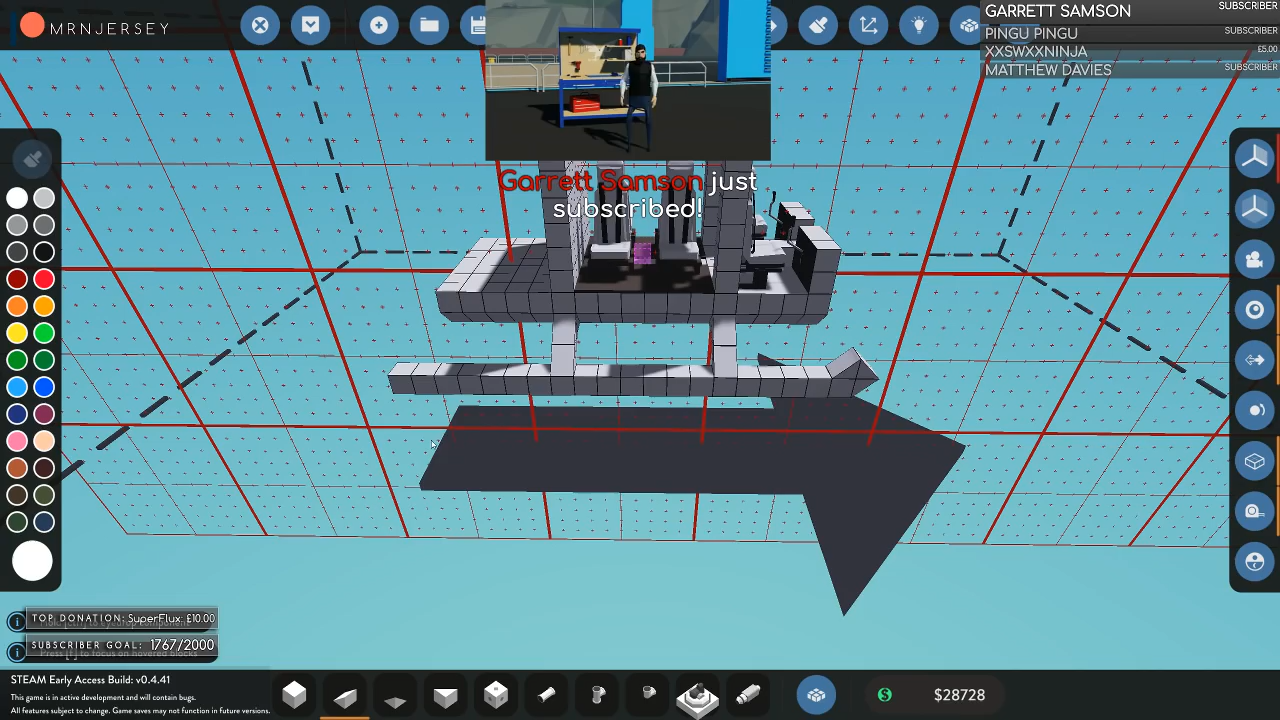 MRNJERSEY
GARRETT SAMSON SUBSCRIBER
PINGU PINGU SUBSCRIBER
XXSWXXNINJA £5.00
MATTHEW DAVIES SUBSCRIBER
Garrett Samson just
subscribed!
TOP DONATION: SuperFlux: £10.00
SUBSCRIBER GOAL: 1767/2000
STEAM Early Access Build: v0.4.41
This game is in active development and will contain bugs.
All features subject to change. Game saves may not function in future versions.
$ $28728